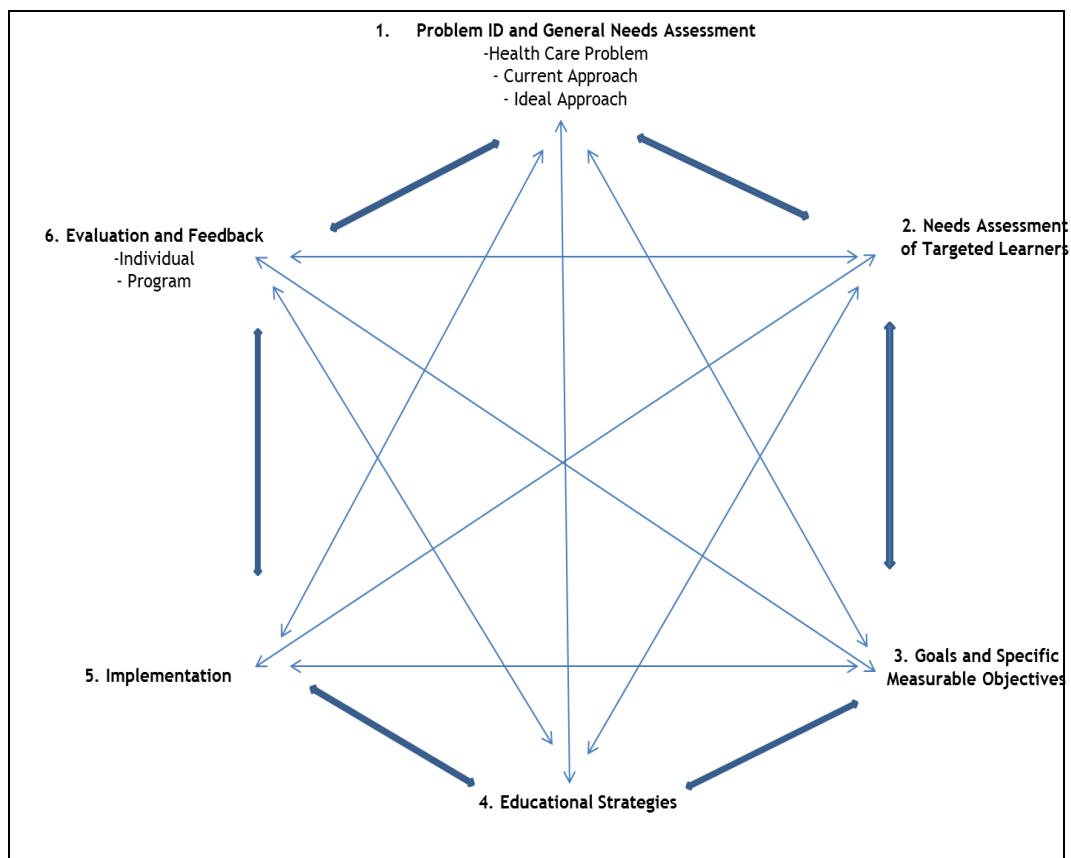 1. Problem ID and General Needs Assessment
-Health Care Problem
- Current Approach
- Ideal Approach
2. Needs Assessment
of Targeted Learners
6. Evaluation and Feedback
-Individual
- Program
3. Goals and Specific
Measurable Objectives
5. Implementation
4. Educational Strategies